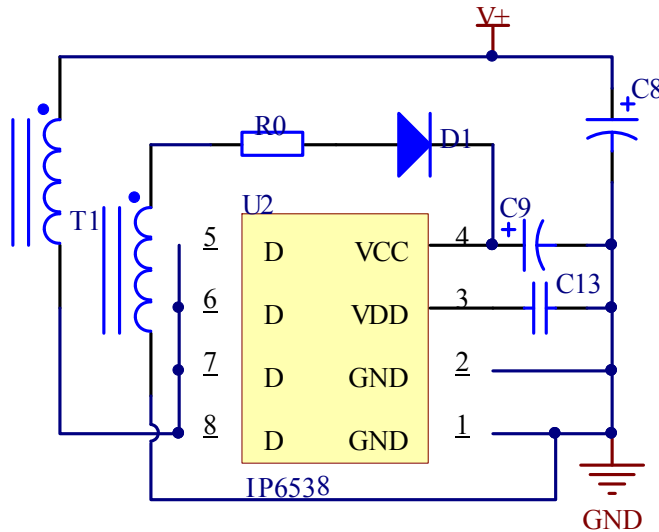 V+
C8
R0
D1
U2
T1
C9
5 D VCC 4
C13
6 D VDD 3
7 D GND 2
8 D GND 1
IP6538
GND